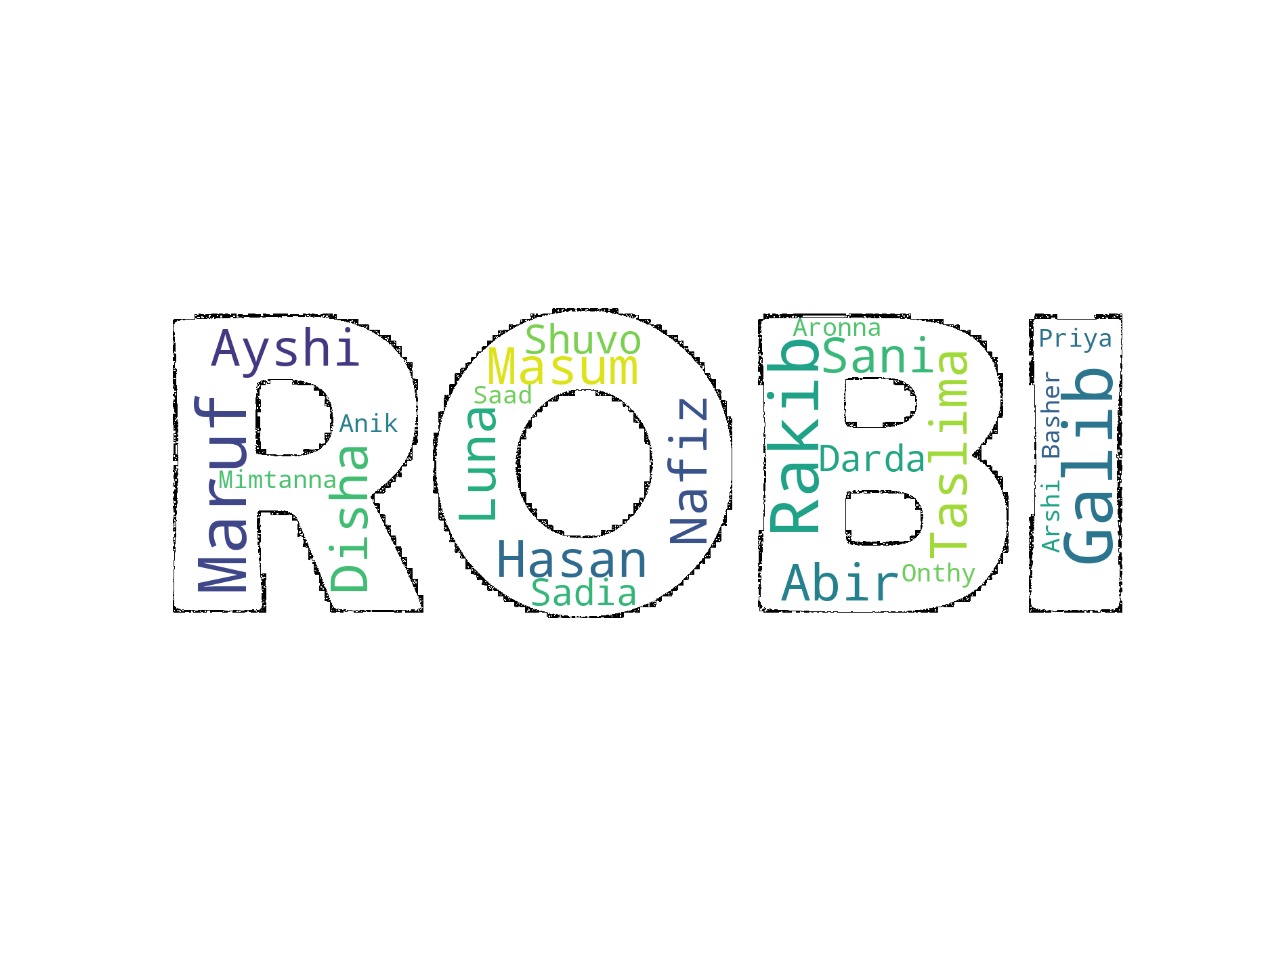 ROBI
Ayshi
Maruf
Anik
Mimtanna
Disha
Shuvo
Masum
Saad
Luna
Nafiz
Hasan
Sadia
Aronna
Sani
Rakib
Taslima
Darda
Abir
Onthy
Priya
Basher
Galib
Arshi